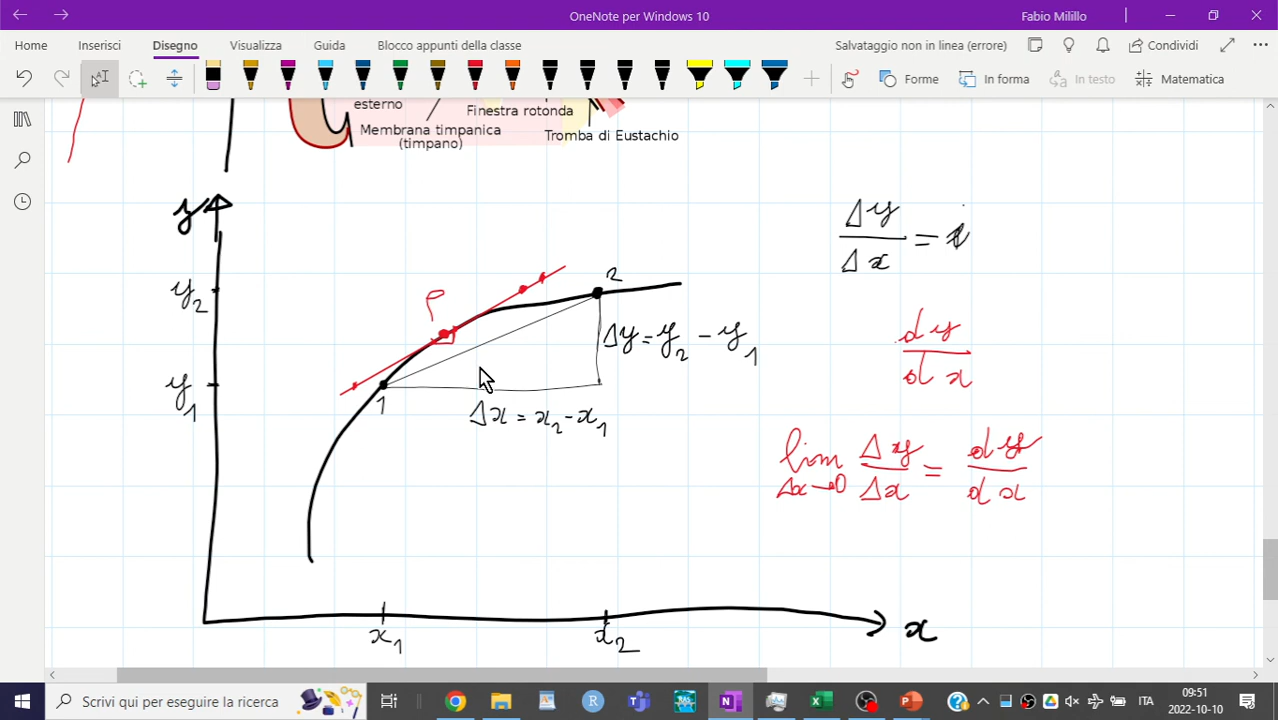 OneNote per Windows 10
Fabio Milillo
Home Inserisci Disegno Visualizza Guida Blocco appunti della classe
Salvataggio non in linea (errore) Condividi
Forme In forma In testo Matematica
esterno
Finestra rotonda
Membrana timpanica
(timpano)
Tromba di Eustachio
y
y2
y1
P
2
1
Δy = y2 - y1
Δx = x2 - x1
x1
x2
x
Δy/Δx =
dy/dx
lim Δx→0 Δy/Δx = dy/dx
Scrivi qui per eseguire la ricerca
ITA
09:51
2022-10-10